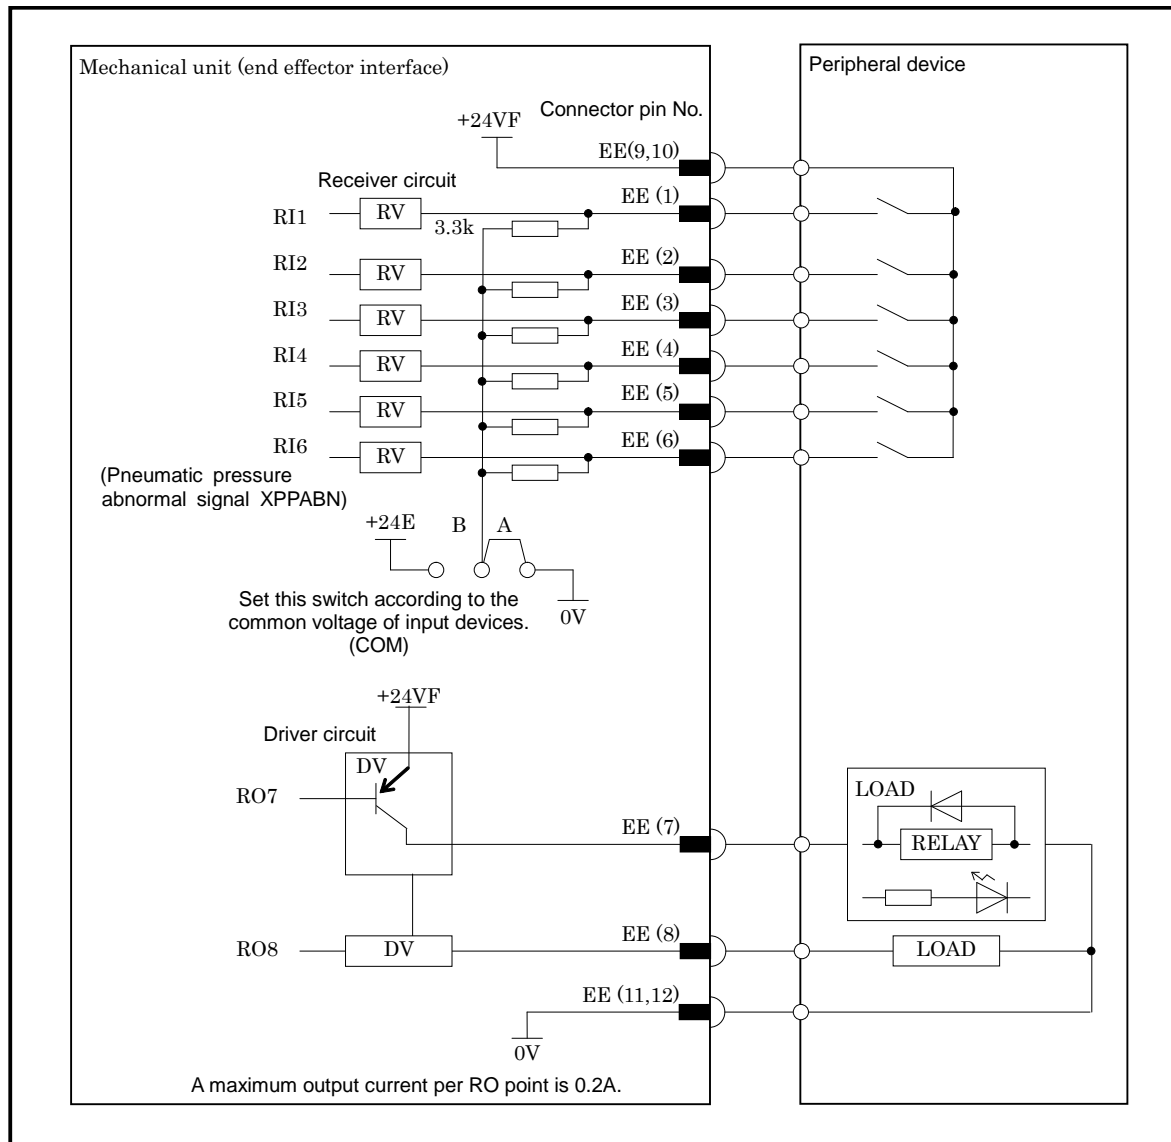 Mechanical unit (end effector interface)
Peripheral device
Connector pin No.
+24VF
EE(9,10)
Receiver circuit
RI1
RV
3.3k
EE (1)
RI2
RV
EE (2)
RI3
RV
EE (3)
RI4
RV
EE (4)
RI5
RV
EE (5)
RI6
RV
EE (6)
(Pneumatic pressure
abnormal signal XPPABN)
+24E
B
A
0V
Set this switch according to the
common voltage of input devices.
(COM)
+24VF
Driver circuit
DV
RO7
EE (7)
LOAD
RELAY
RO8
DV
EE (8)
LOAD
EE (11,12)
0V
A maximum output current per RO point is 0.2A.